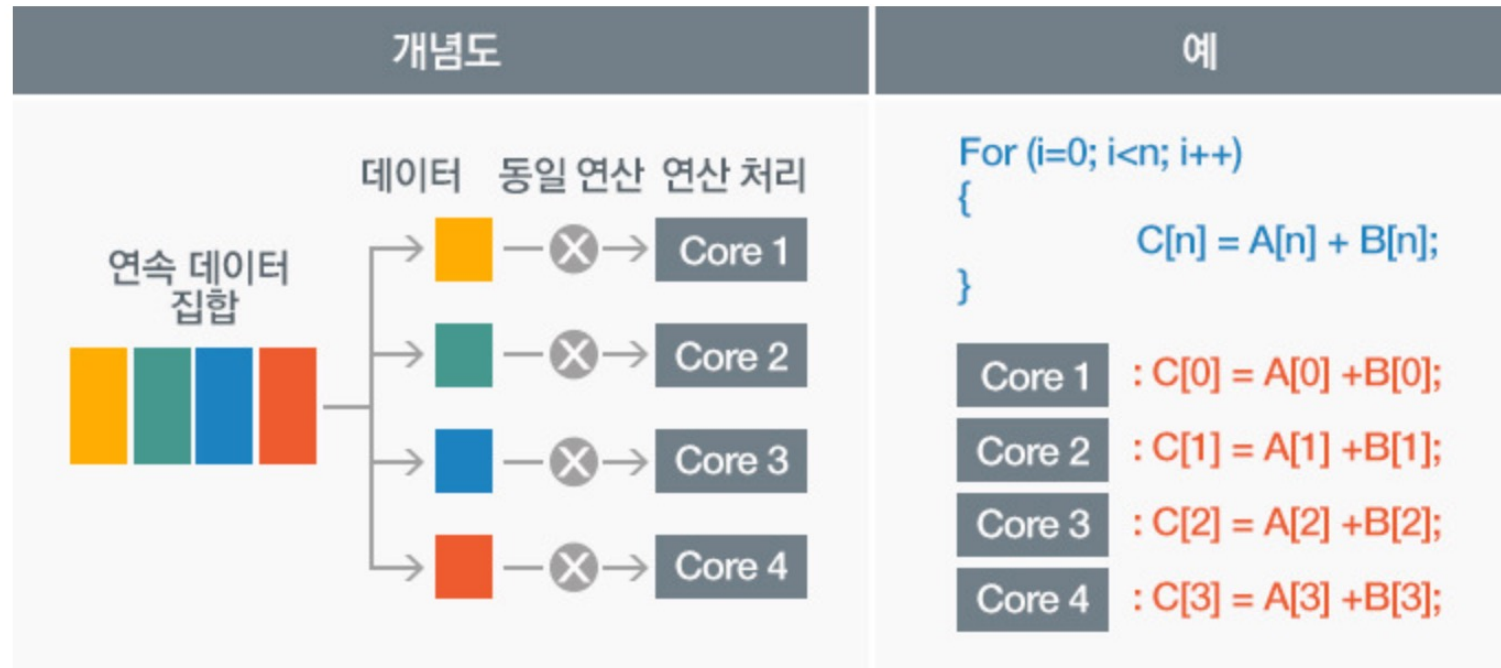 개념도
예
데이터 동일 연산 연산 처리
연속 데이터
집합
Core 1
Core 2
Core 3
Core 4
For (i=0; i<n; i++)
{
C[n] = A[n] + B[n];
}
Core 1 : C[0] = A[0] +B[0];
Core 2 : C[1] = A[1] +B[1];
Core 3 : C[2] = A[2] +B[2];
Core 4 : C[3] = A[3] +B[3];